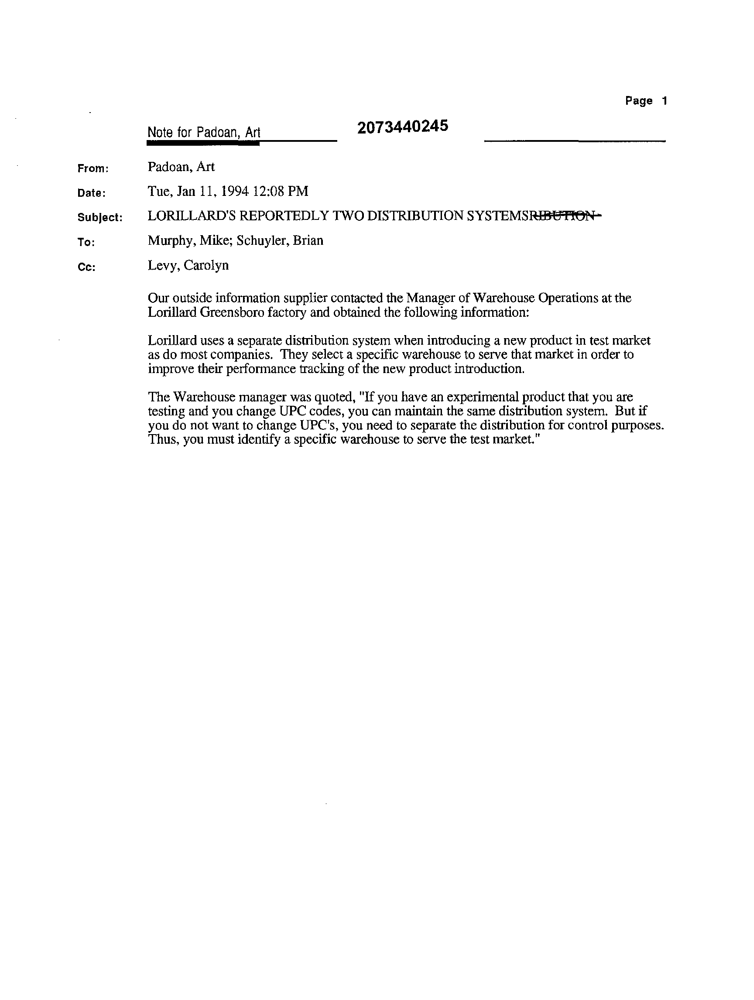 Page 1
Note for Padoan, Art 2073440245
From: Padoan, Art
Date: Tue, Jan 11, 1994 12:08 PM
Subject: LORILLARD'S REPORTEDLY TWO DISTRIBUTION SYSTEMSRIBUTION
To: Murphy, Mike; Schuyler, Brian
Cc: Levy, Carolyn
Our outside information supplier contacted the Manager of Warehouse Operations at the
Lorillard Greensboro factory and obtained the following information:
Lorillard uses a separate distribution system when introducing a new product in test market
as do most companies. They select a specific warehouse to serve that market in order to
improve their performance tracking of the new product introduction.
The Warehouse manager was quoted, "If you have an experimental product that you are
testing and you change UPC codes, you can maintain the same distribution system. But if
you do not want to change UPC's, you need to separate the distribution for control purposes.
Thus, you must identify a specific warehouse to serve the test market."